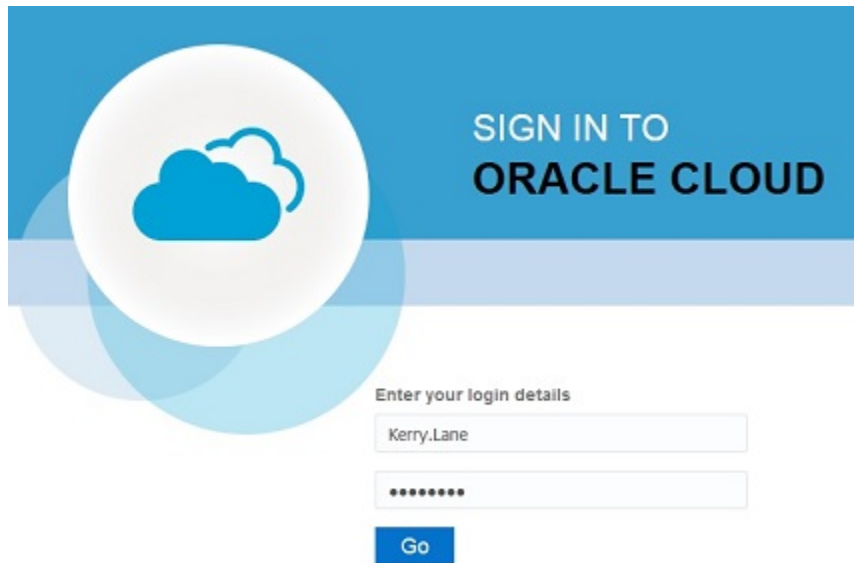 SIGN IN TO
ORACLE CLOUD
Enter your login details
Kerry.Lane
••••••••
Go